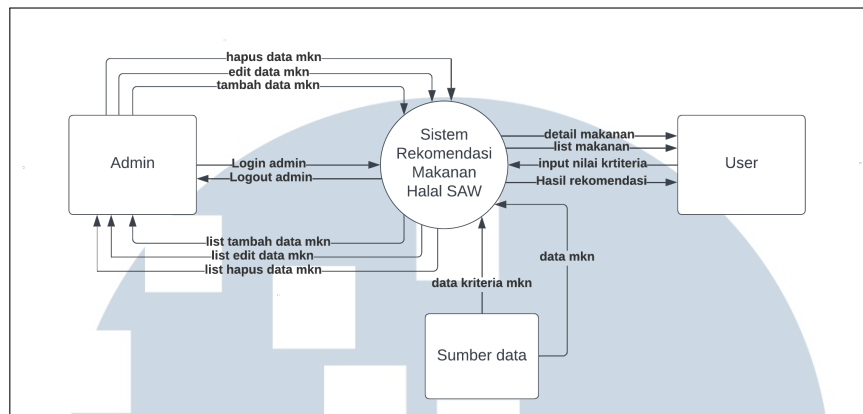 hapus data mkn
edit data mkn
tambah data mkn
Admin
Login admin
Logout admin
Sistem
Rekomendasi
Makanan
Halal SAW
detail makanan
list makanan
input nilai krtiteria
Hasil rekomendasi
User
list tambah data mkn
list edit data mkn
list hapus data mkn
data kriteria mkn
data mkn
Sumber data